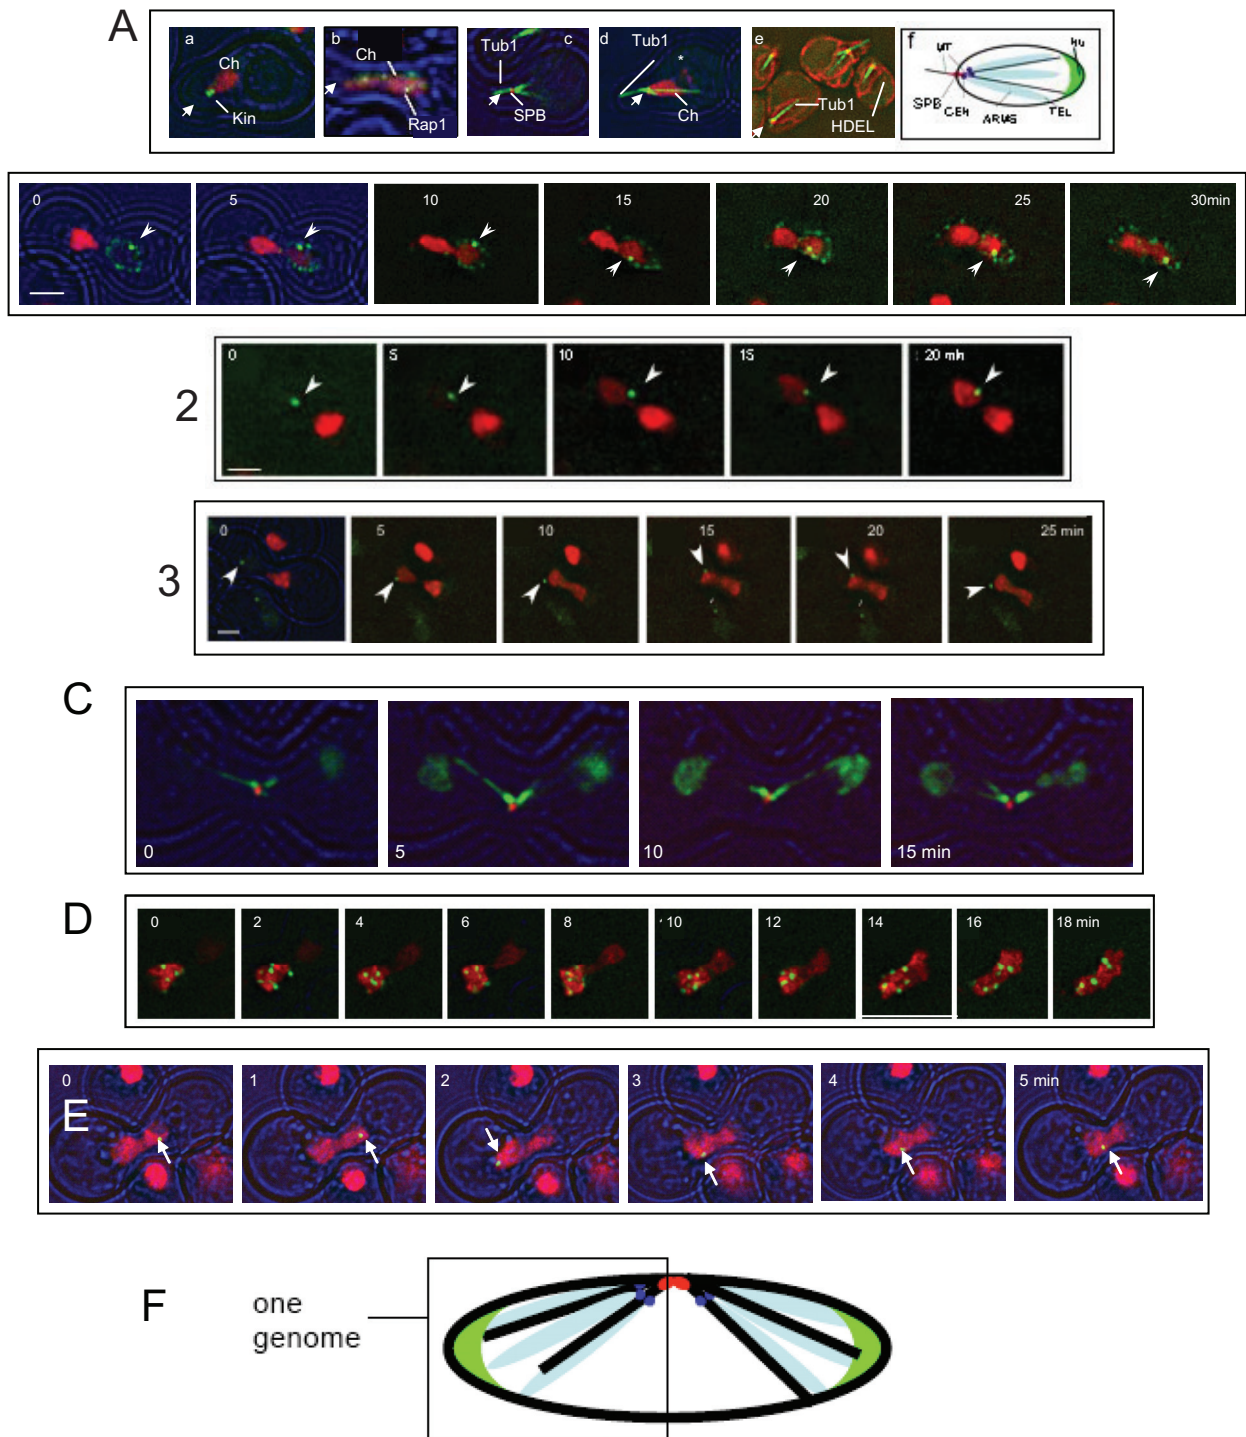 A
a
Ch
Kin
b
Ch
Rap1
Tub1
c
SPB
d
Tub1
*
Ch
e
Tub1
HDEL
f
MT
NU
SPB
CEN
ARMS
TEL
0
5
10
15
20
25
30min
2
0
5
10
15
20 min
3
0
5
10
15
20
25 min
C
0
5
10
15 min
D
0
2
4
6
8
10
12
14
16
18 min
E
0
1
2
3
4
5 min
F
one
genome